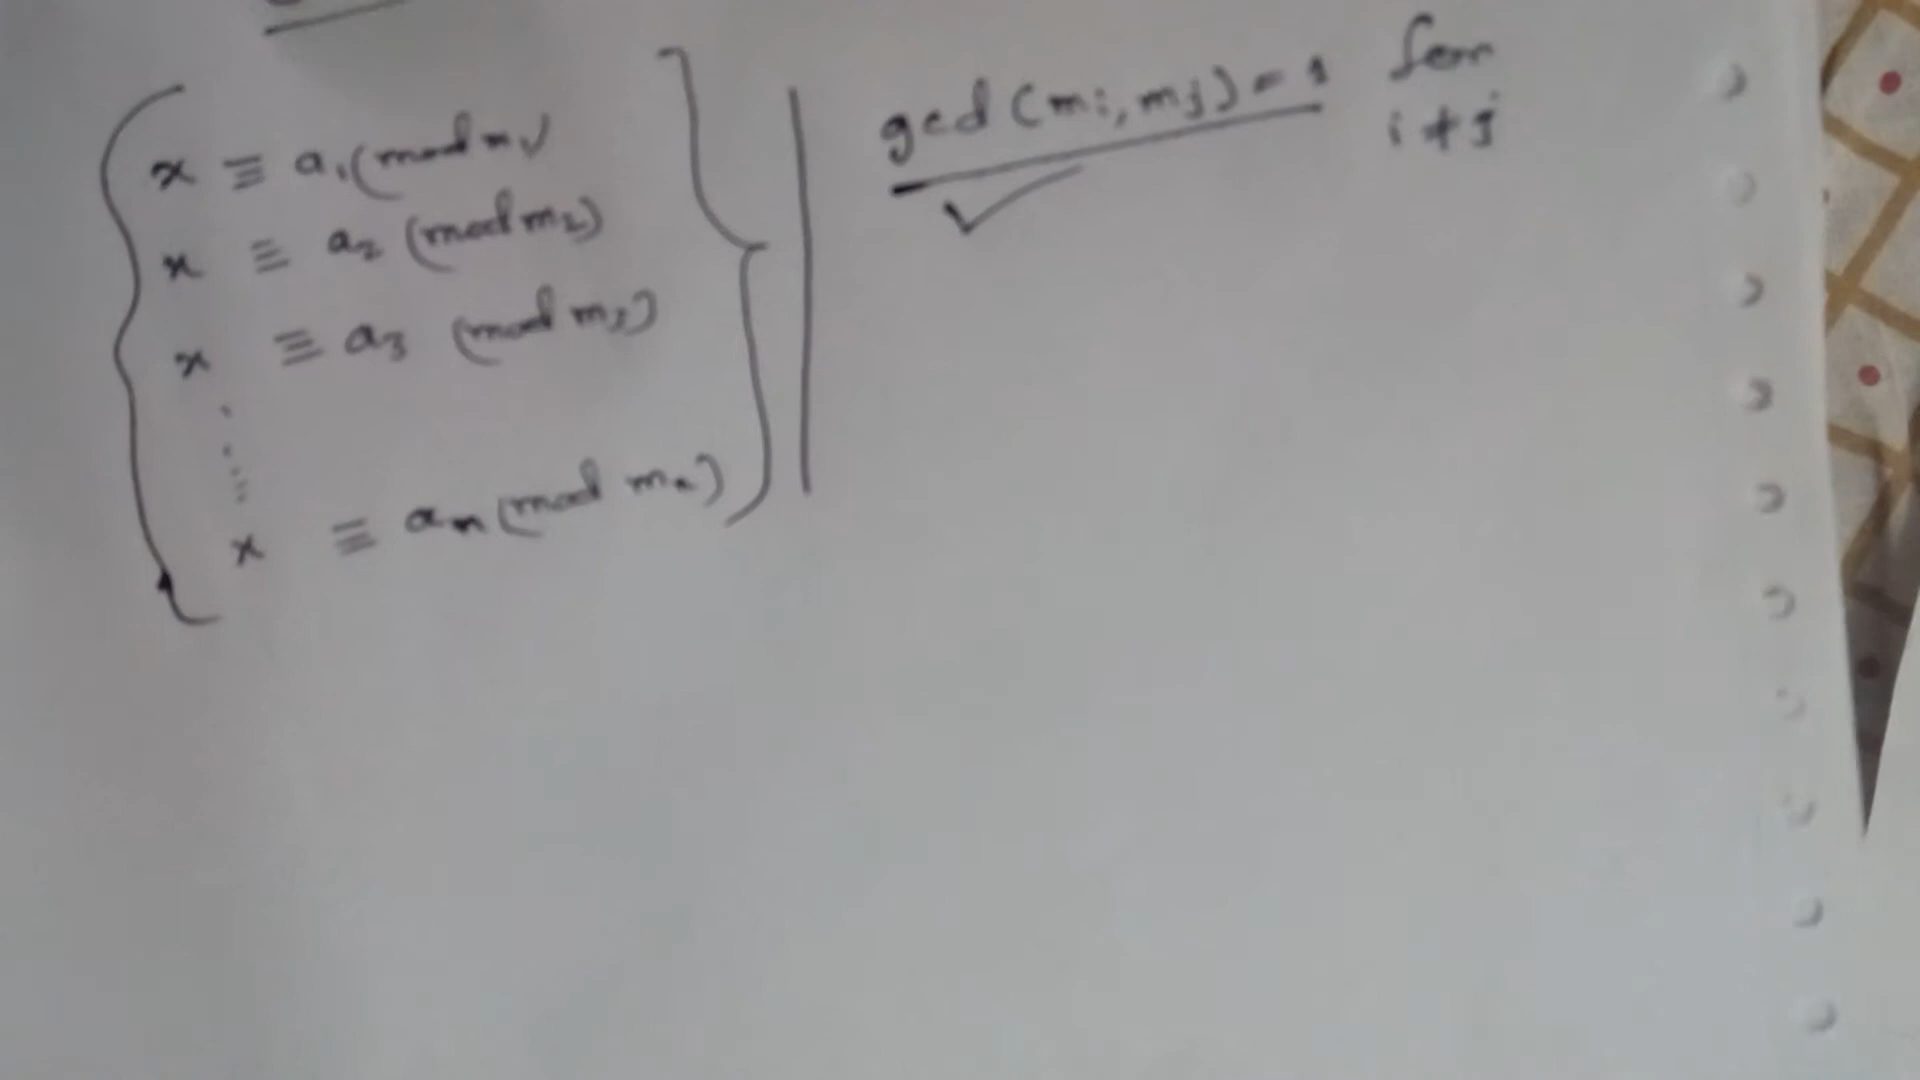 x ≡ a₁(mod m₁)
x ≡ a₂ (mod m₂)
x ≡ a₃ (mod m₃)
x ≡ aₙ (mod mₙ)
gcd (mi, mj) = 1 for
i ≠ j